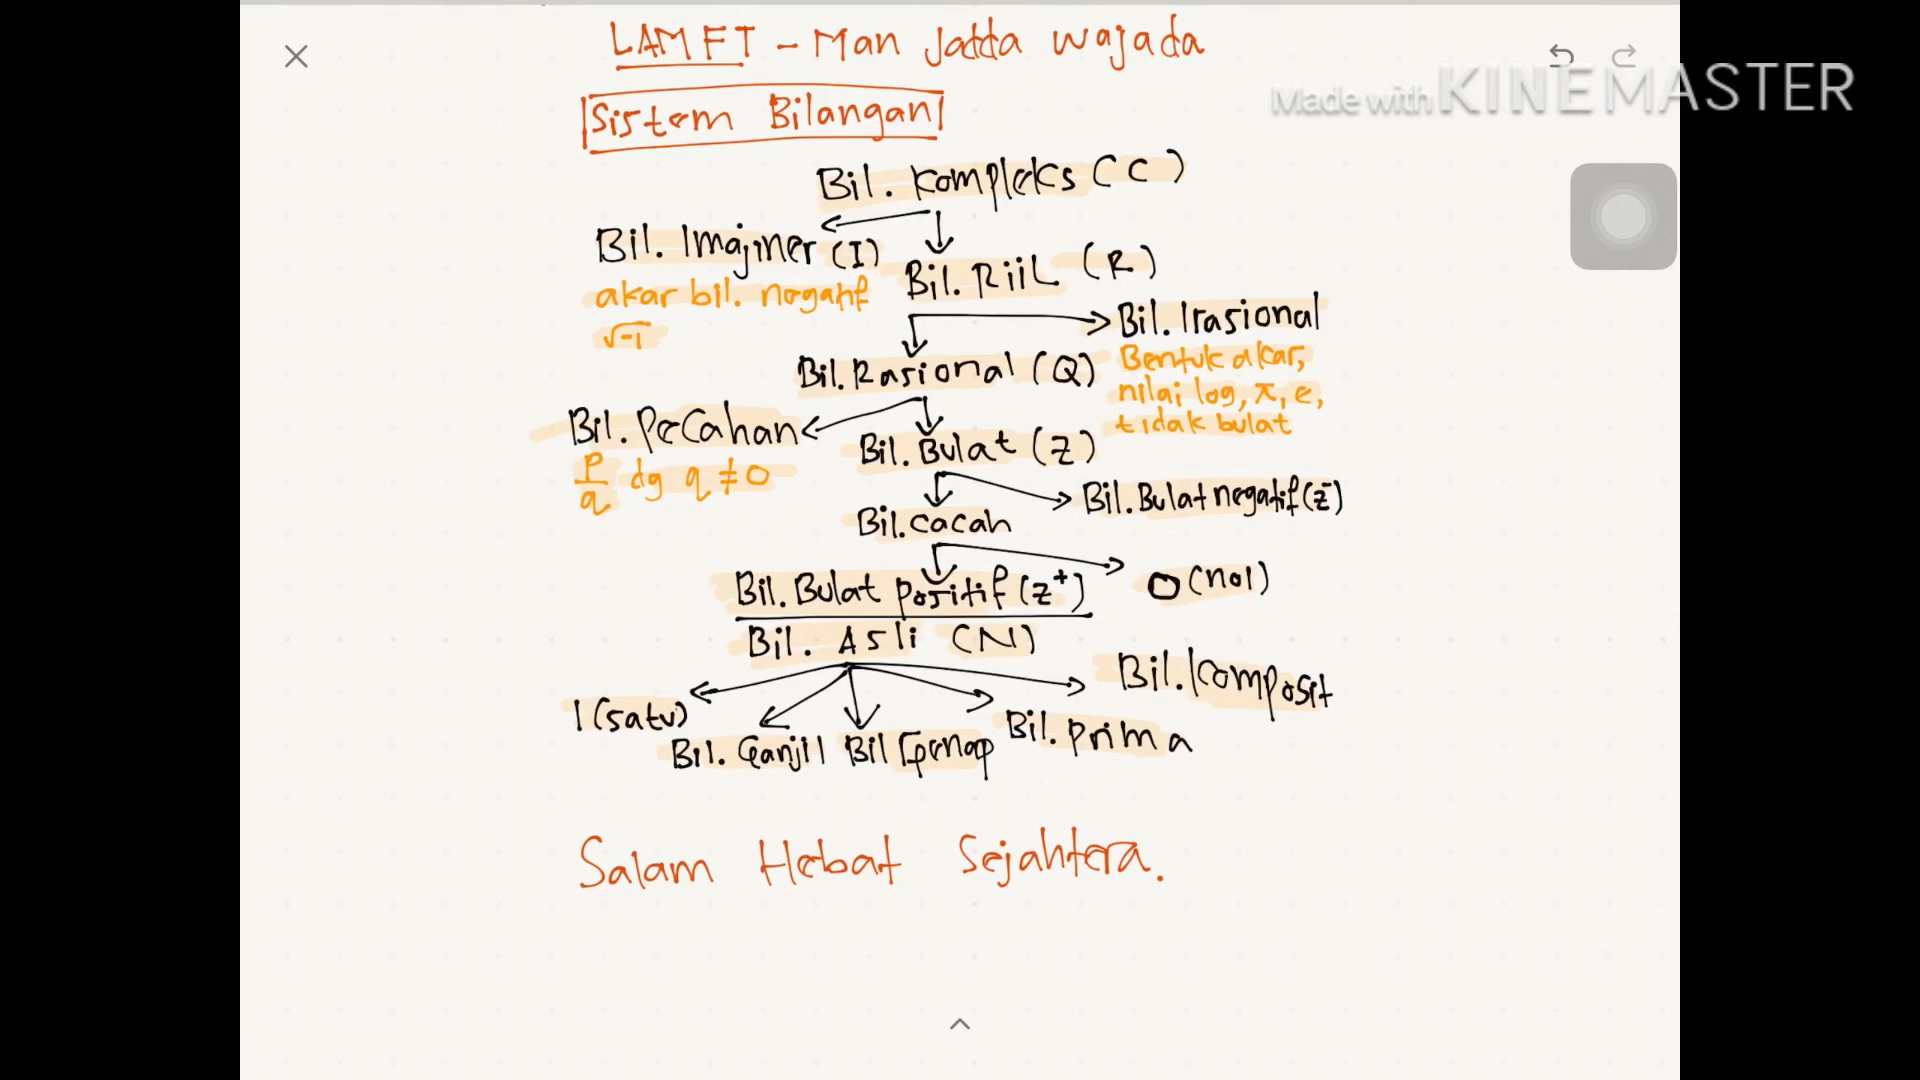 LAMFT - Man Jadda wajada
Made with KINEMASTER
Sistem Bilangan
Bil. Kompleks (C)
Bil. Imajiner (I)
akar bil. negatif
√-1
Bil. Riil (R)
Bil. Irasional
Bentuk akar,
nilai log, π, e,
tidak bulat
Bil. Rasional (Q)
Bil. Pecahan
p/q dg q ≠ 0
Bil. Bulat (Z)
Bil. Bulat negatif (Z⁻)
Bil. cacah
0 (nol)
Bil. Bulat positif (Z⁺)
Bil. Asli (N)
1 (satu)
Bil. Ganjil
Bil Genap
Bil. prima
Bil. Komposit
Salam Hebat Sejahtera.